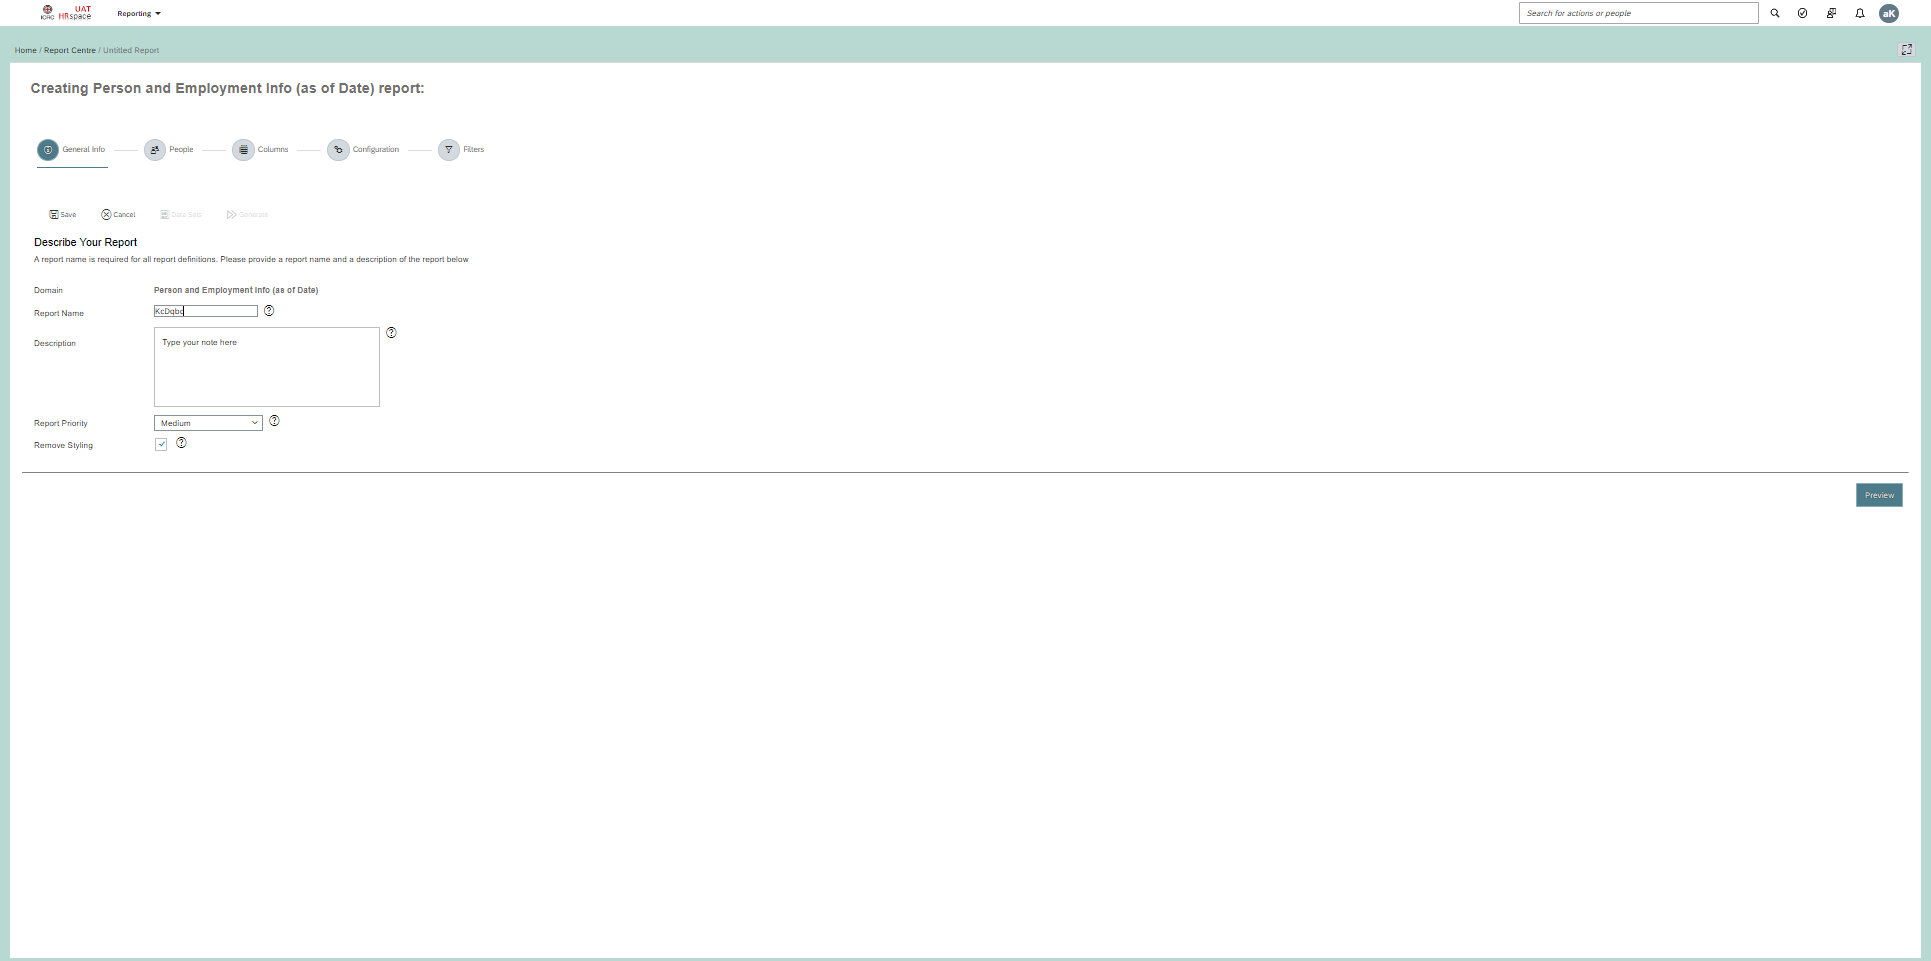 ICRC
UAT
HRspace
Reporting
Search for actions or people
aK
Home / Report Centre / Untitled Report
Creating Person and Employment Info (as of Date) report:
General Info
People
Columns
Configuration
Filters
Save
Cancel
Data Sets
Generate
Describe Your Report
A report name is required for all report definitions. Please provide a report name and a description of the report below
Domain
Person and Employment Info (as of Date)
Report Name
Description
Type your note here
Report Priority
Medium
Remove Styling
Preview